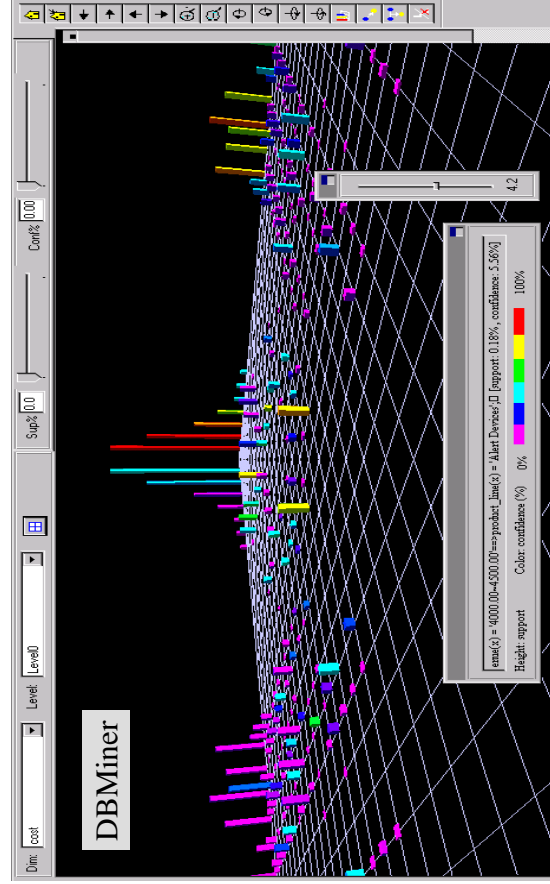 Dim: cost Level: Level0 Sup% 0.0 Conf% 0.00
DBMiner
4.2
enue(x) = '4000.00~4500.00'==>product_line(x) = 'Alert Devices';▯ [support: 0.18%, confidence: 5.56%]
Height: support Color: confidence (%) 0% 100%